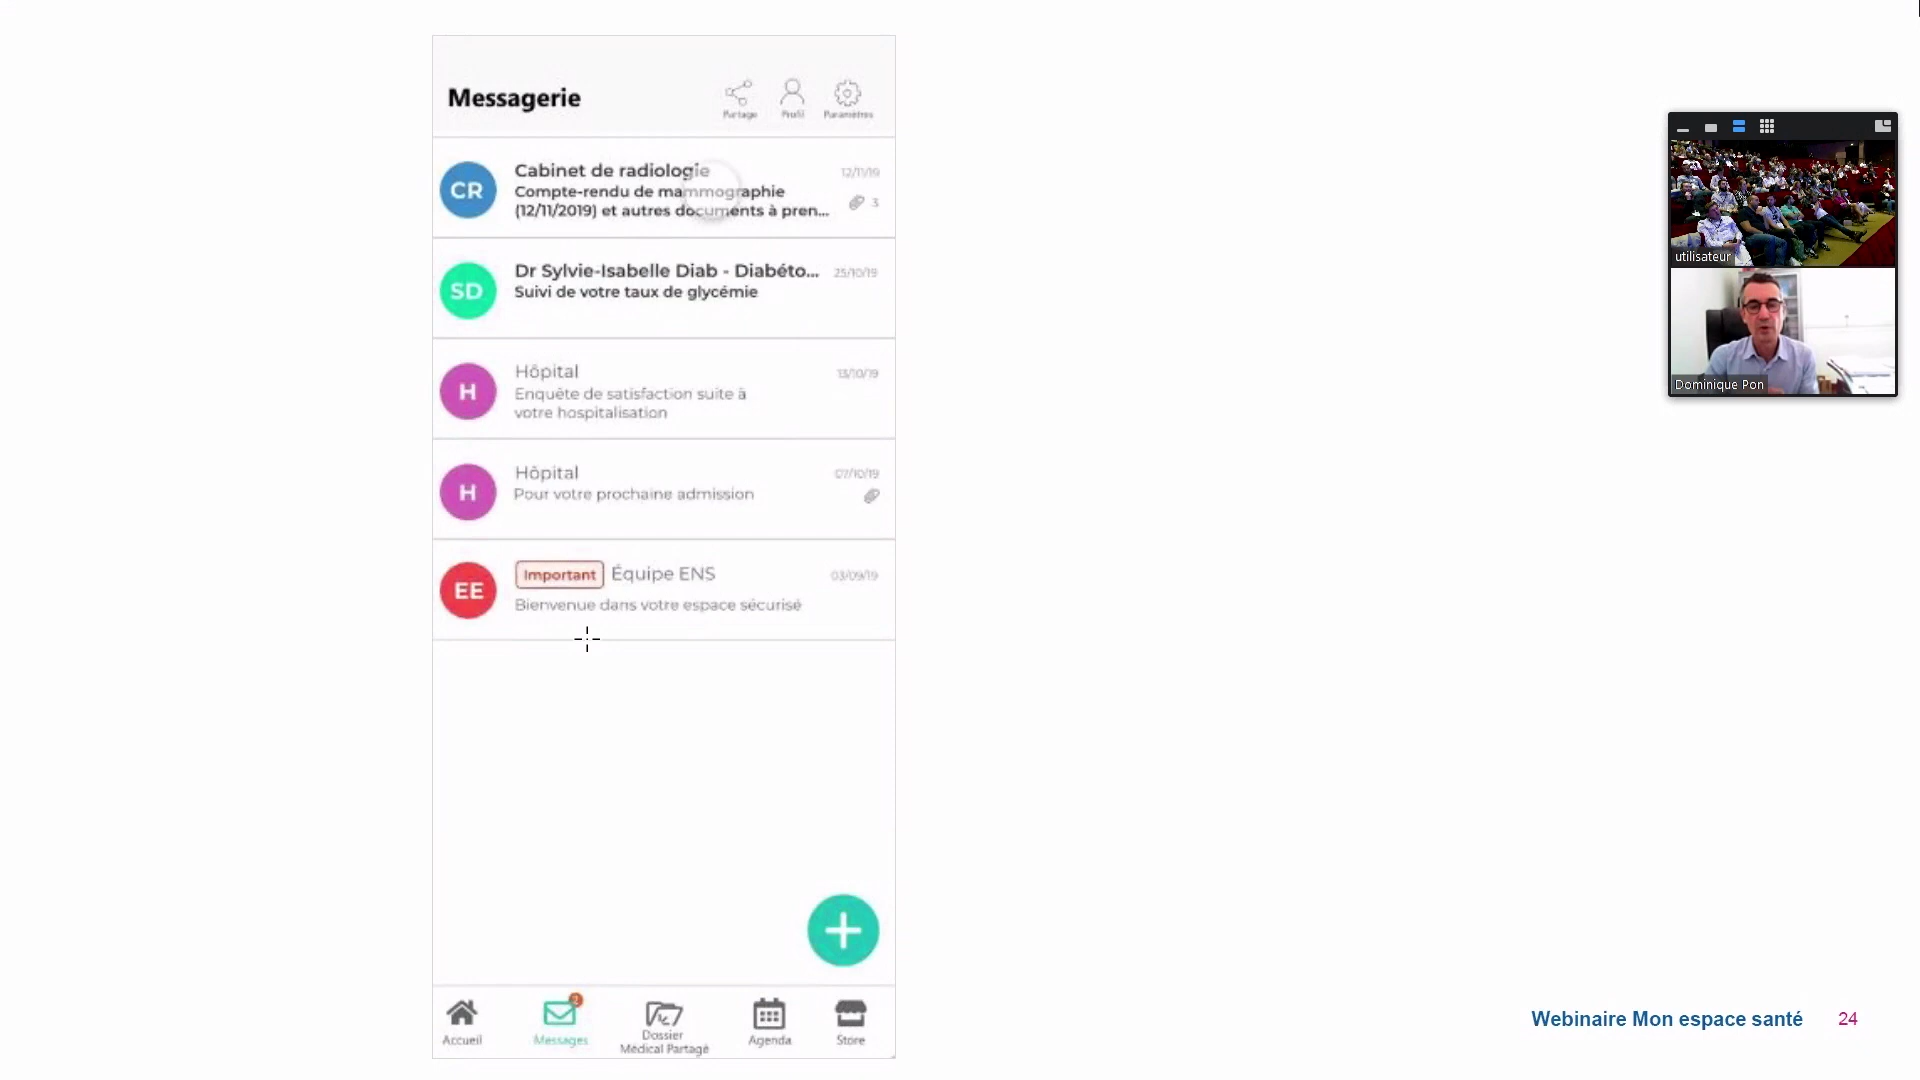 Messagerie
Partage
Profil
Paramètres
CR
Cabinet de radiologie
12/11/19
Compte-rendu de mammographie
(12/11/2019) et autres documents à pren...
3
SD
Dr Sylvie-Isabelle Diab - Diabéto...
25/10/19
Suivi de votre taux de glycémie
H
Hôpital
13/10/19
Enquête de satisfaction suite à
votre hospitalisation
H
Hôpital
07/10/19
Pour votre prochaine admission
EE
Important
Équipe ENS
03/09/19
Bienvenue dans votre espace sécurisé
Accueil
2
Messages
Dossier
Médical Partagé
Agenda
Store
utilisateur
Dominique Pon
Webinaire Mon espace santé
24